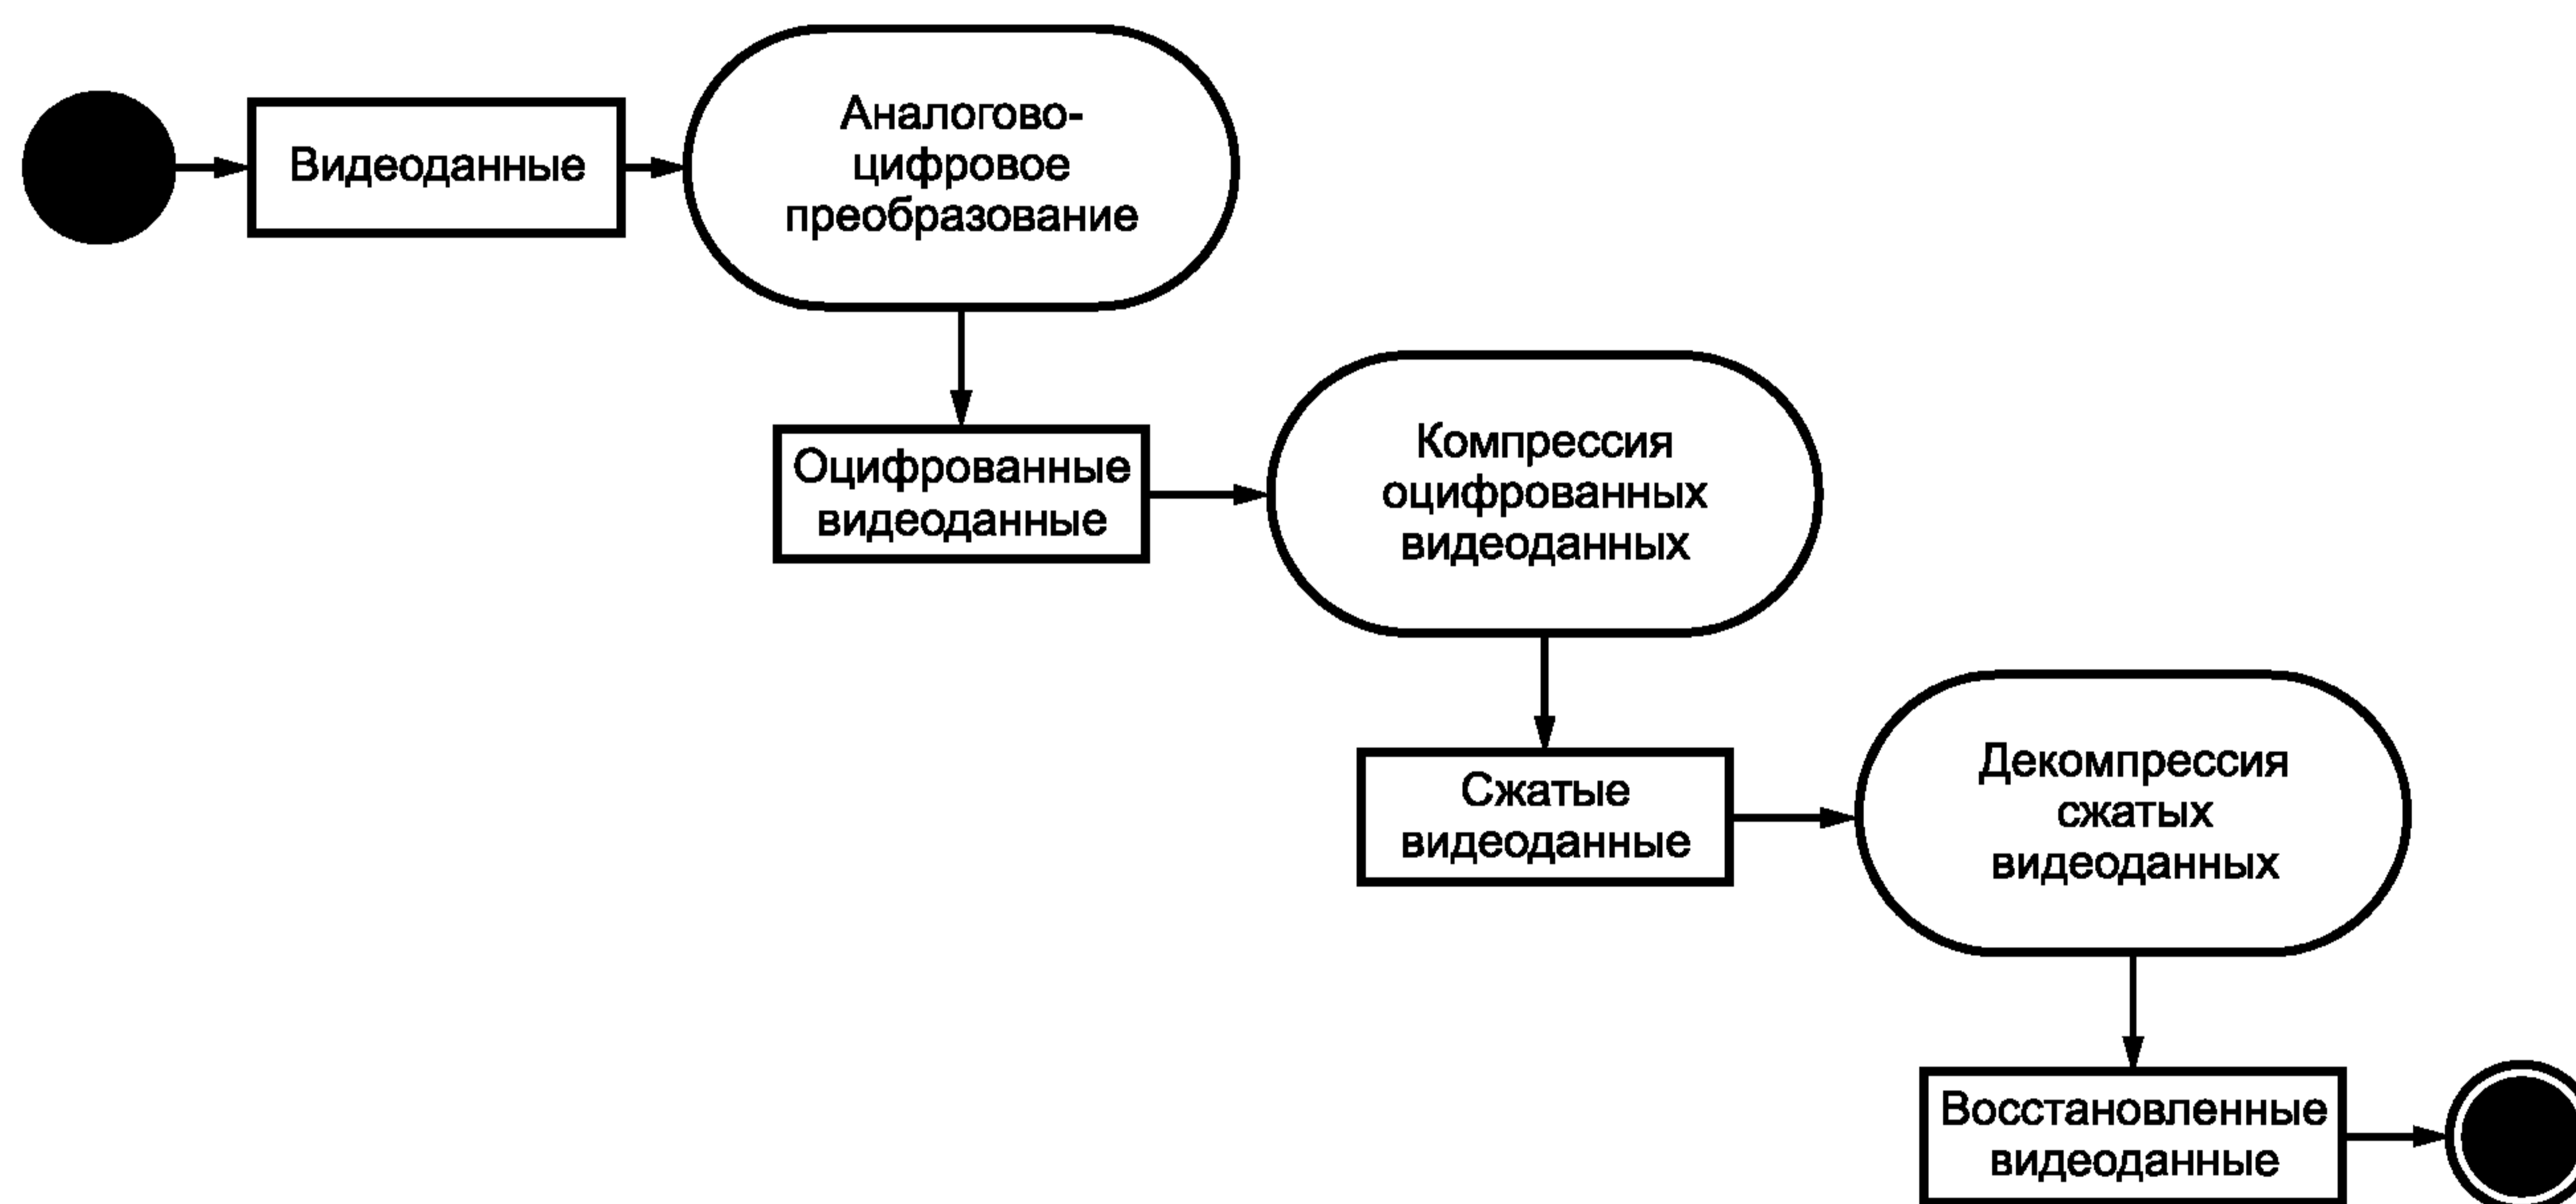 Видеоданные
Аналогово-
цифровое
преобразование
Оцифрованные
видеоданные
Компрессия
оцифрованных
видеоданных
Сжатые
видеоданные
Декомпрессия
сжатых
видеоданных
Восстановленные
видеоданные